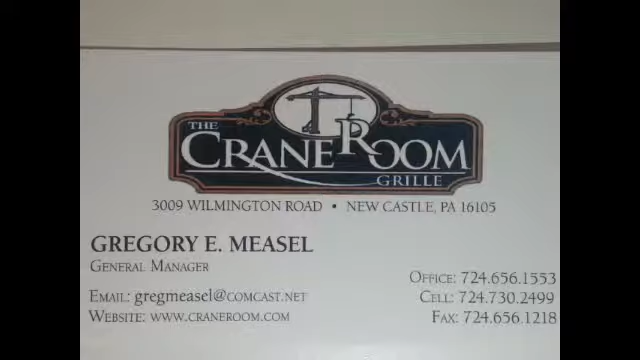 THE
CRANE ROOM
GRILLE
3009 WILMINGTON ROAD • NEW CASTLE, PA 16105
GREGORY E. MEASEL
GENERAL MANAGER
OFFICE: 724.656.1553
EMAIL: gregmeasel@COMCAST.NET
CELL: 724.730.2499
WEBSITE: WWW.CRANEROOM.COM
FAX: 724.656.1218